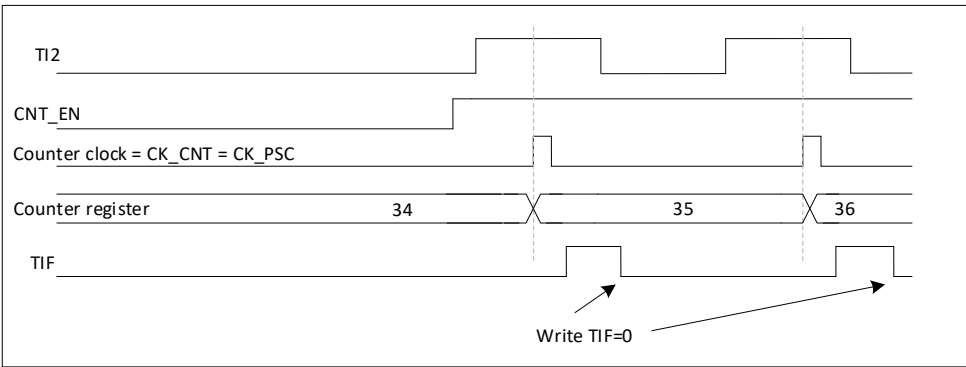 TI2
CNT_EN
Counter clock = CK_CNT = CK_PSC
Counter register 34 35 36
TIF
Write TIF=0